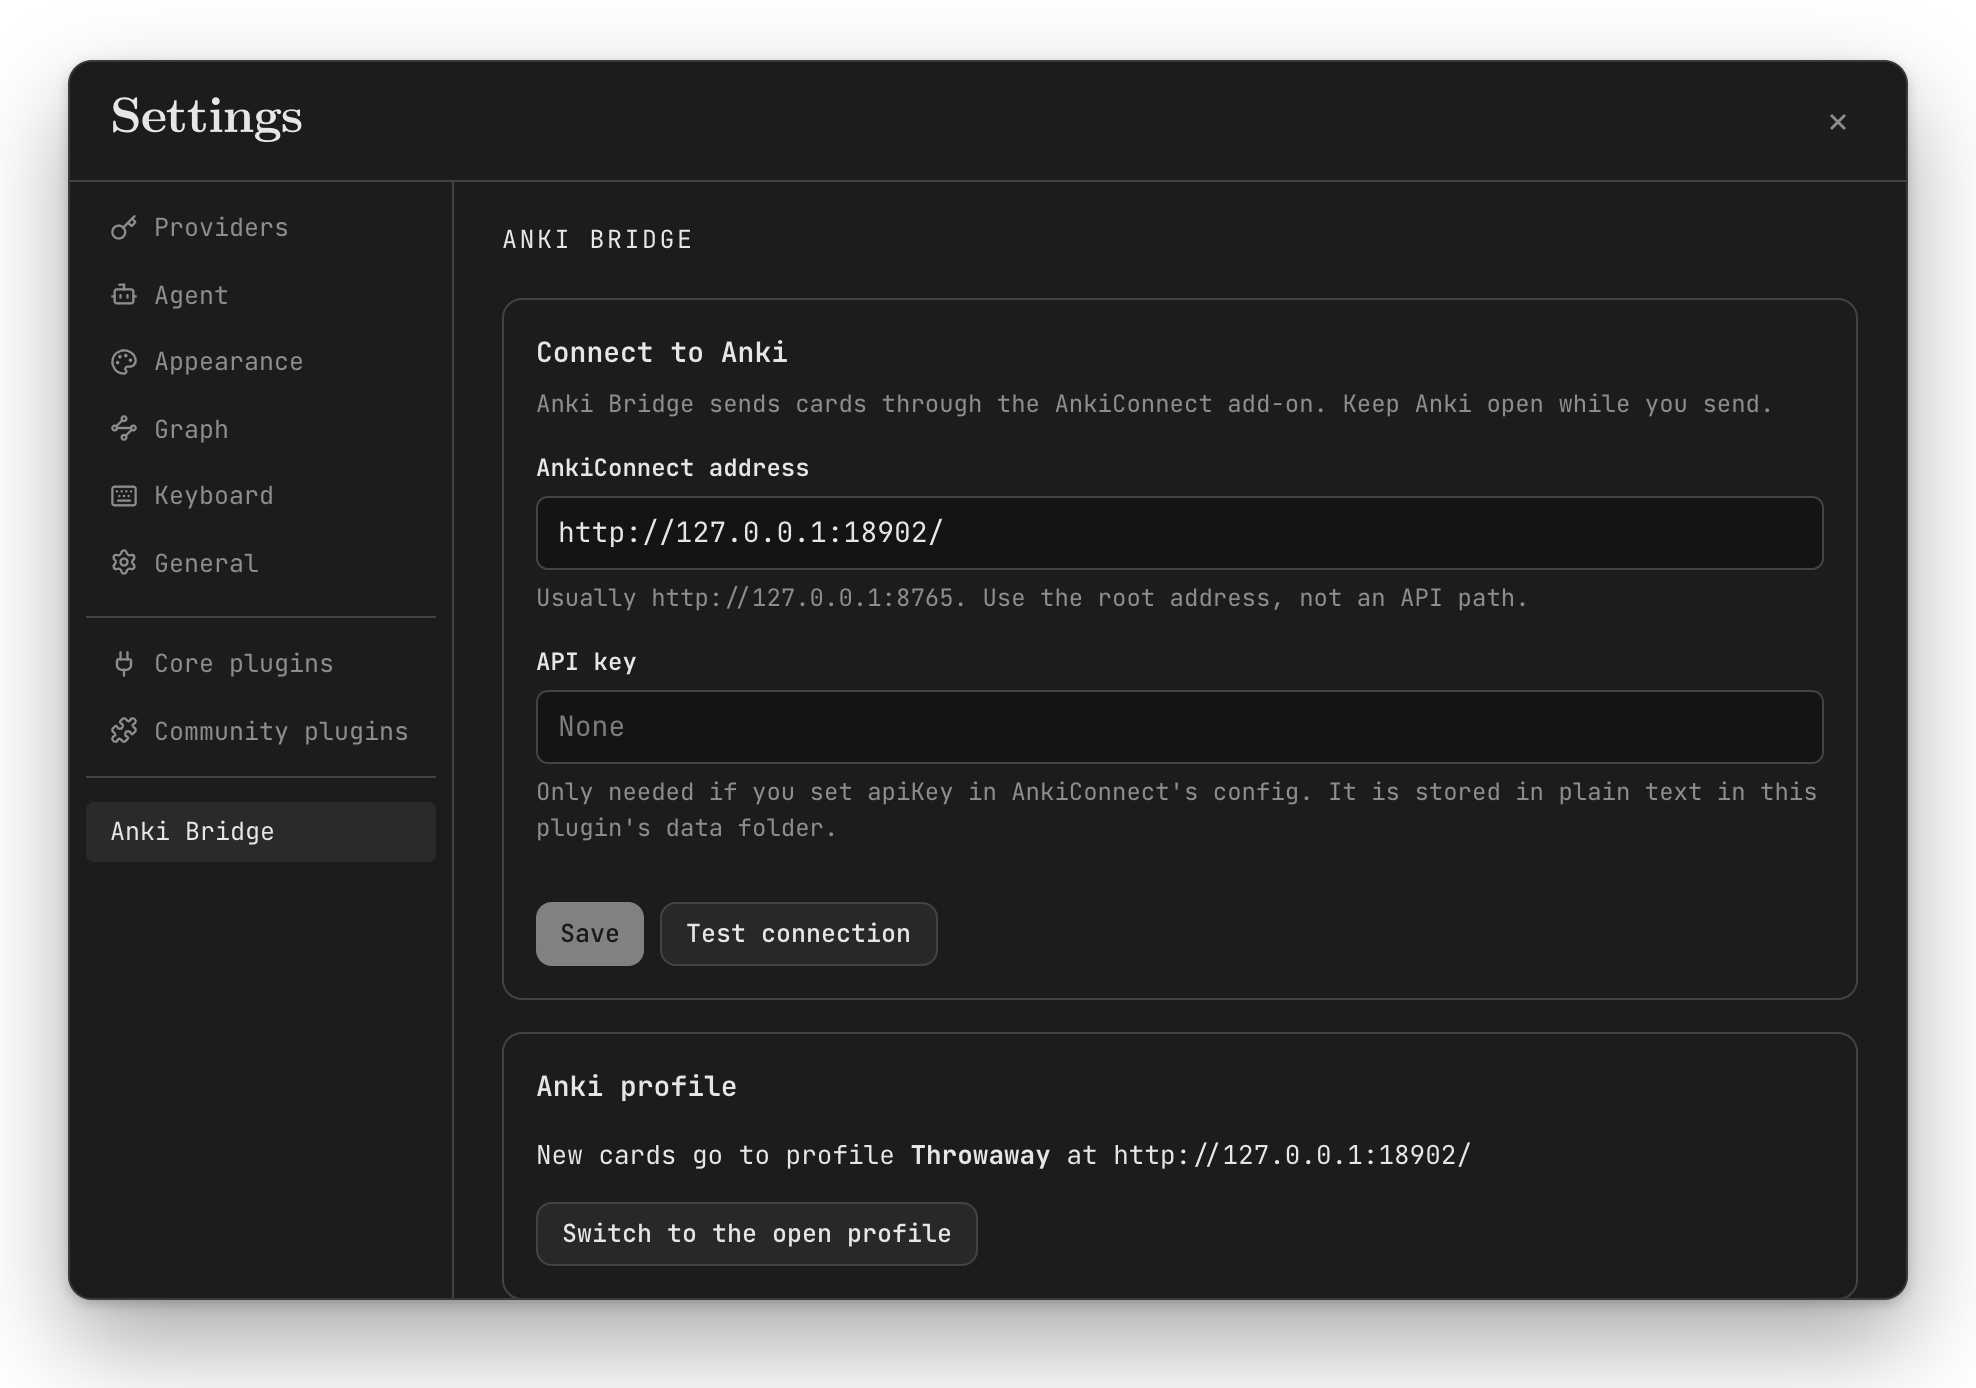 Settings
Providers
Agent
Appearance
Graph
Keyboard
General
Core plugins
Community plugins
Anki Bridge
ANKI BRIDGE
Connect to Anki
Anki Bridge sends cards through the AnkiConnect add-on. Keep Anki open while you send.
AnkiConnect address
http://127.0.0.1:18902/
Usually http://127.0.0.1:8765. Use the root address, not an API path.
API key
None
Only needed if you set apiKey in AnkiConnect's config. It is stored in plain text in this
plugin's data folder.
Save
Test connection
Anki profile
New cards go to profile Throwaway at http://127.0.0.1:18902/
Switch to the open profile